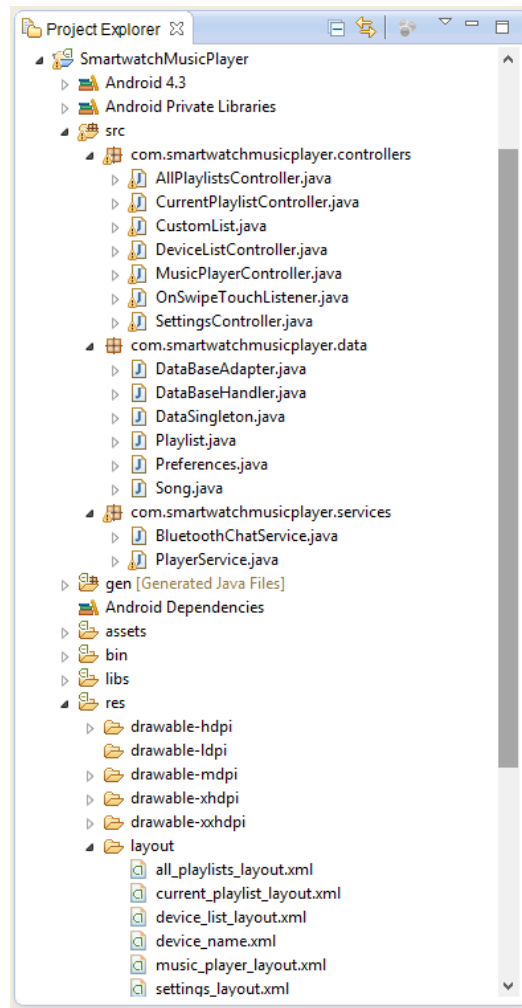 Project Explorer
SmartwatchMusicPlayer
Android 4.3
Android Private Libraries
src
com.smartwatchmusicplayer.controllers
AllPlaylistsController.java
CurrentPlaylistController.java
CustomList.java
DeviceListController.java
MusicPlayerController.java
OnSwipeTouchListener.java
SettingsController.java
com.smartwatchmusicplayer.data
DataBaseAdapter.java
DataBaseHandler.java
DataSingleton.java
Playlist.java
Preferences.java
Song.java
com.smartwatchmusicplayer.services
BluetoothChatService.java
PlayerService.java
gen [Generated Java Files]
Android Dependencies
assets
bin
libs
res
drawable-hdpi
drawable-ldpi
drawable-mdpi
drawable-xhdpi
drawable-xxhdpi
layout
all_playlists_layout.xml
current_playlist_layout.xml
device_list_layout.xml
device_name.xml
music_player_layout.xml
settings_layout.xml